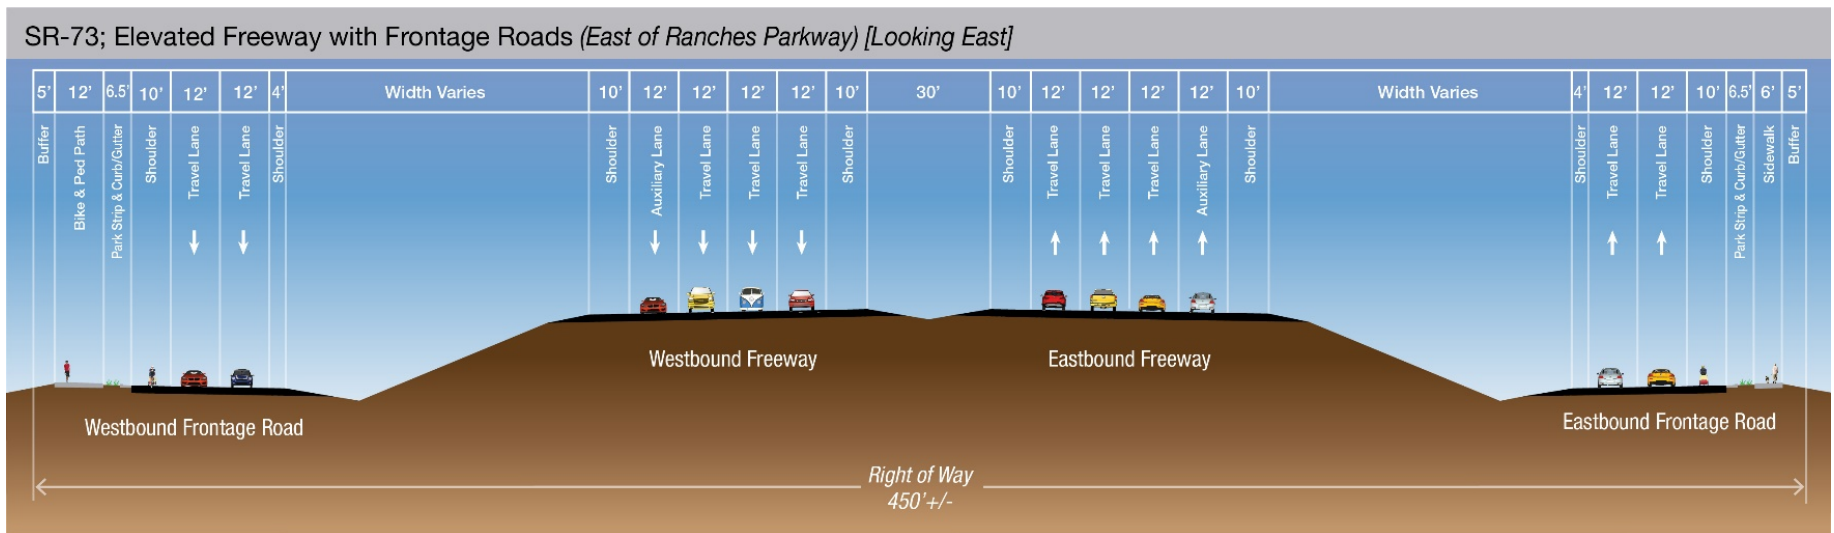 SR-73; Elevated Freeway with Frontage Roads (East of Ranches Parkway) [Looking East]
5' 12' 6.5' 10' 12' 12' 4' Width Varies 10' 12' 12' 12' 12' 10' 30' 10' 12' 12' 12' 12' 10' Width Varies 4' 12' 12' 10' 6.5' 6' 5'
Buffer
Bike & Ped Path
Park Strip & Curb/Gutter
Shoulder
Travel Lane
Travel Lane
Shoulder
Shoulder
Auxiliary Lane
Travel Lane
Travel Lane
Travel Lane
Shoulder
Shoulder
Travel Lane
Travel Lane
Travel Lane
Auxiliary Lane
Shoulder
Shoulder
Travel Lane
Travel Lane
Shoulder
Park Strip & Curb/Gutter
Sidewalk
Buffer
Westbound Freeway
Eastbound Freeway
Westbound Frontage Road
Eastbound Frontage Road
Right of Way
450'+/-